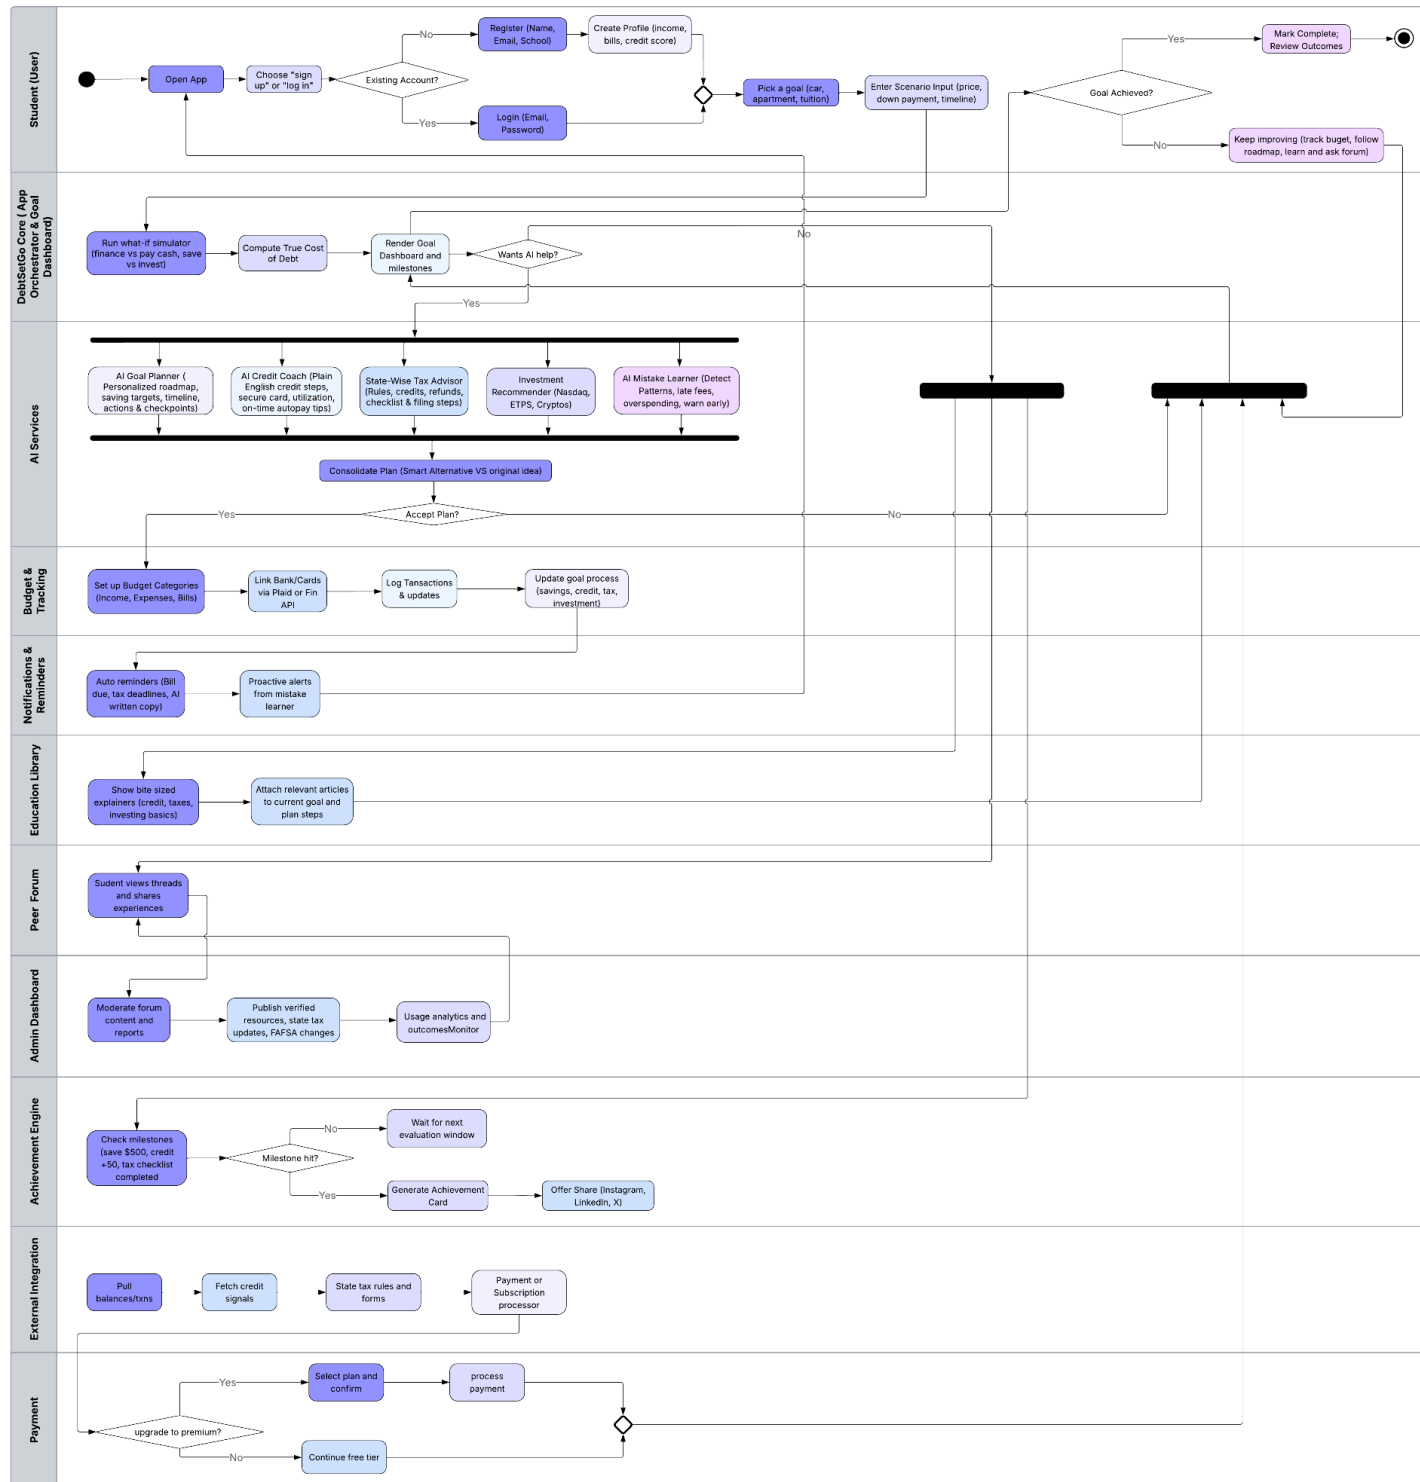 Student (User)
Open App
Choose "sign
up" or "log in"
Existing Account?
No
Yes
Register (Name,
Email, School)
Create Profile (income,
bills, credit score)
Login (Email,
Password)
Pick a goal (car,
apartment, tuition)
Enter Scenario Input (price,
down payment, timeline)
Goal Achieved?
Yes
Mark Complete;
Review Outcomes
No
Keep improving (track buget, follow
roadmap, learn and ask forum)
DebtSetGo Core ( App
Orchestrator & Goal
Dashboard)
Run what-if simulator
(finance vs pay cash, save
vs invest)
Compute True Cost
of Debt
Render Goal
Dashboard and
milestones
Wants AI help?
No
Yes
AI Services
AI Goal Planner (
Personalized roadmap,
saving targets, timeline,
actions & checkpoints)
AI Credit Coach (Plain
English credit steps,
secure card, utilization,
on-time autopay tips)
State-Wise Tax Advisor
(Rules, credits, refunds,
checklist & filing steps)
Investment
Recommender (Nasdaq,
ETPS, Cryptos)
AI Mistake Learner (Detect
Patterns, late fees,
overspending, warn early)
Consolidate Plan (Smart Alternative VS original idea)
Accept Plan?
Yes
No
Budget &
Tracking
Set up Budget Categories
(Income, Expenses, Bills)
Link Bank/Cards
via Plaid or Fin
API
Log Tansactions
& updates
Update goal process
(savings, credit, tax,
investment)
Notifications &
Reminders
Auto reminders (Bill
due, tax deadlines, AI
written copy)
Proactive alerts
from mistake
learner
Education Library
Show bite sized
explainers (credit, taxes,
investing basics)
Attach relevant articles
to current goal and
plan steps
Peer Forum
Sudent views threads
and shares
experiences
Admin Dashboard
Moderate forum
content and
reports
Publish verified
resources, state tax
updates, FAFSA changes
Usage analytics and
outcomesMonitor
Achievement Engine
Check milestones
(save $500, credit
+50, tax checklist
completed
Milestone hit?
No
Wait for next
evaluation window
Yes
Generate Achievement
Card
Offer Share (Instagram,
LinkedIn, X)
External Integration
Pull
balances/txns
Fetch credit
signals
State tax rules and
forms
Payment or
Subscription
processor
Payment
upgrade to premium?
Yes
Select plan and
confirm
process
payment
No
Continue free tier